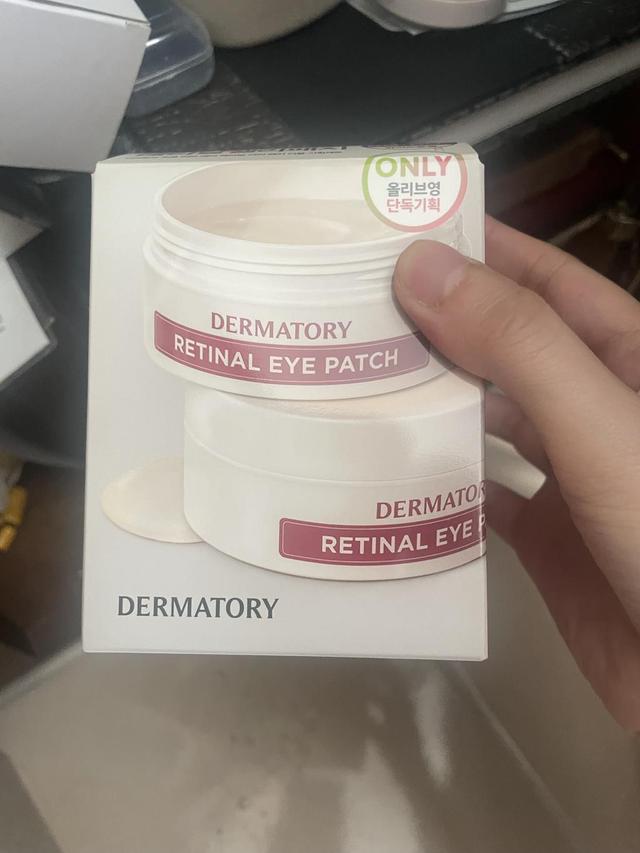 ONLY
올리브영
단독기획
DERMATORY
RETINAL EYE PATCH
DERMATOR
RETINAL EYE P
DERMATORY